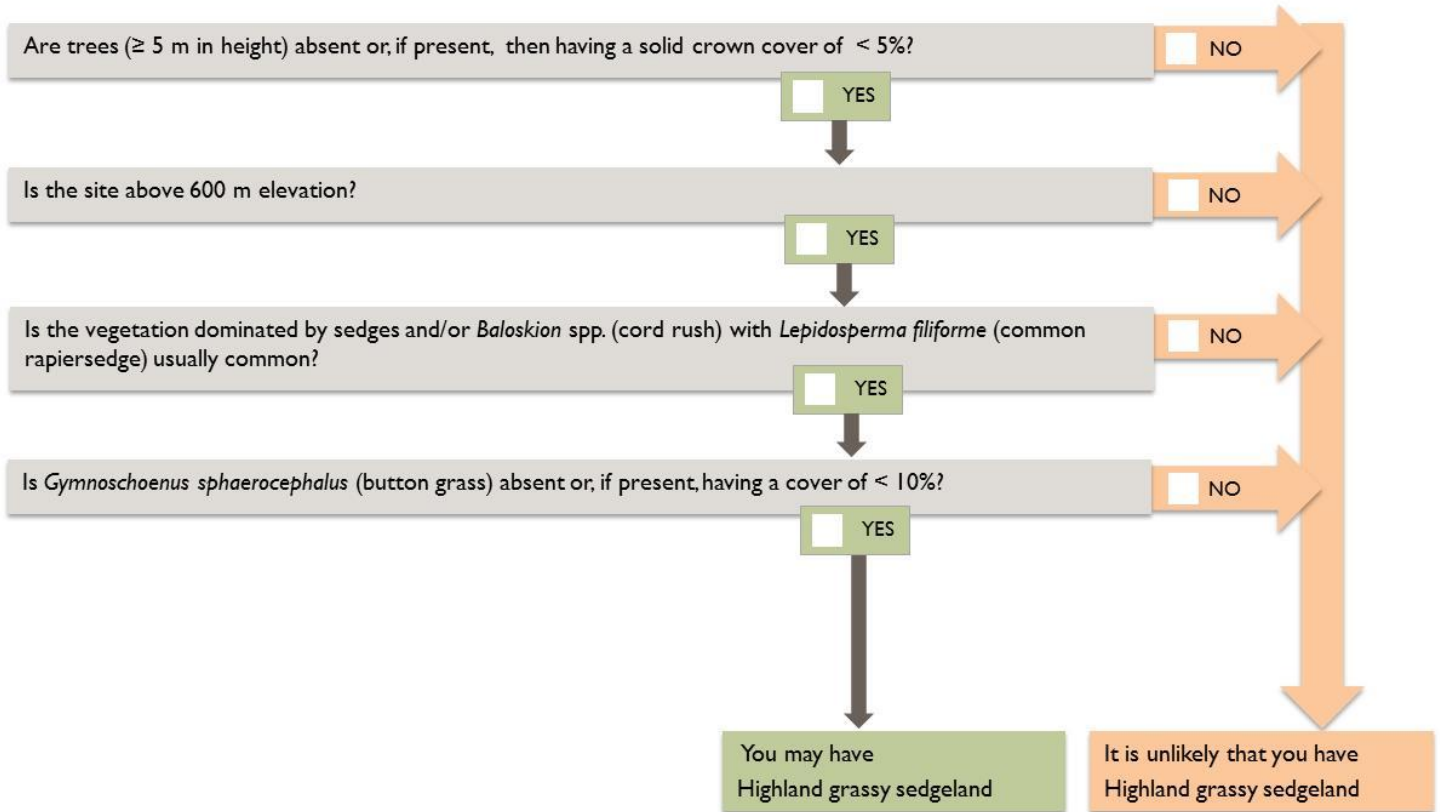 Are trees (≥ 5 m in height) absent or, if present, then having a solid crown cover of < 5%?
NO
YES
Is the site above 600 m elevation?
NO
YES
Is the vegetation dominated by sedges and/or Baloskion spp. (cord rush) with Lepidosperma filiforme (common
rapiersedge) usually common?
NO
YES
Is Gymnoschoenus sphaerocephalus (button grass) absent or, if present, having a cover of < 10%?
NO
YES
You may have
Highland grassy sedgeland
It is unlikely that you have
Highland grassy sedgeland